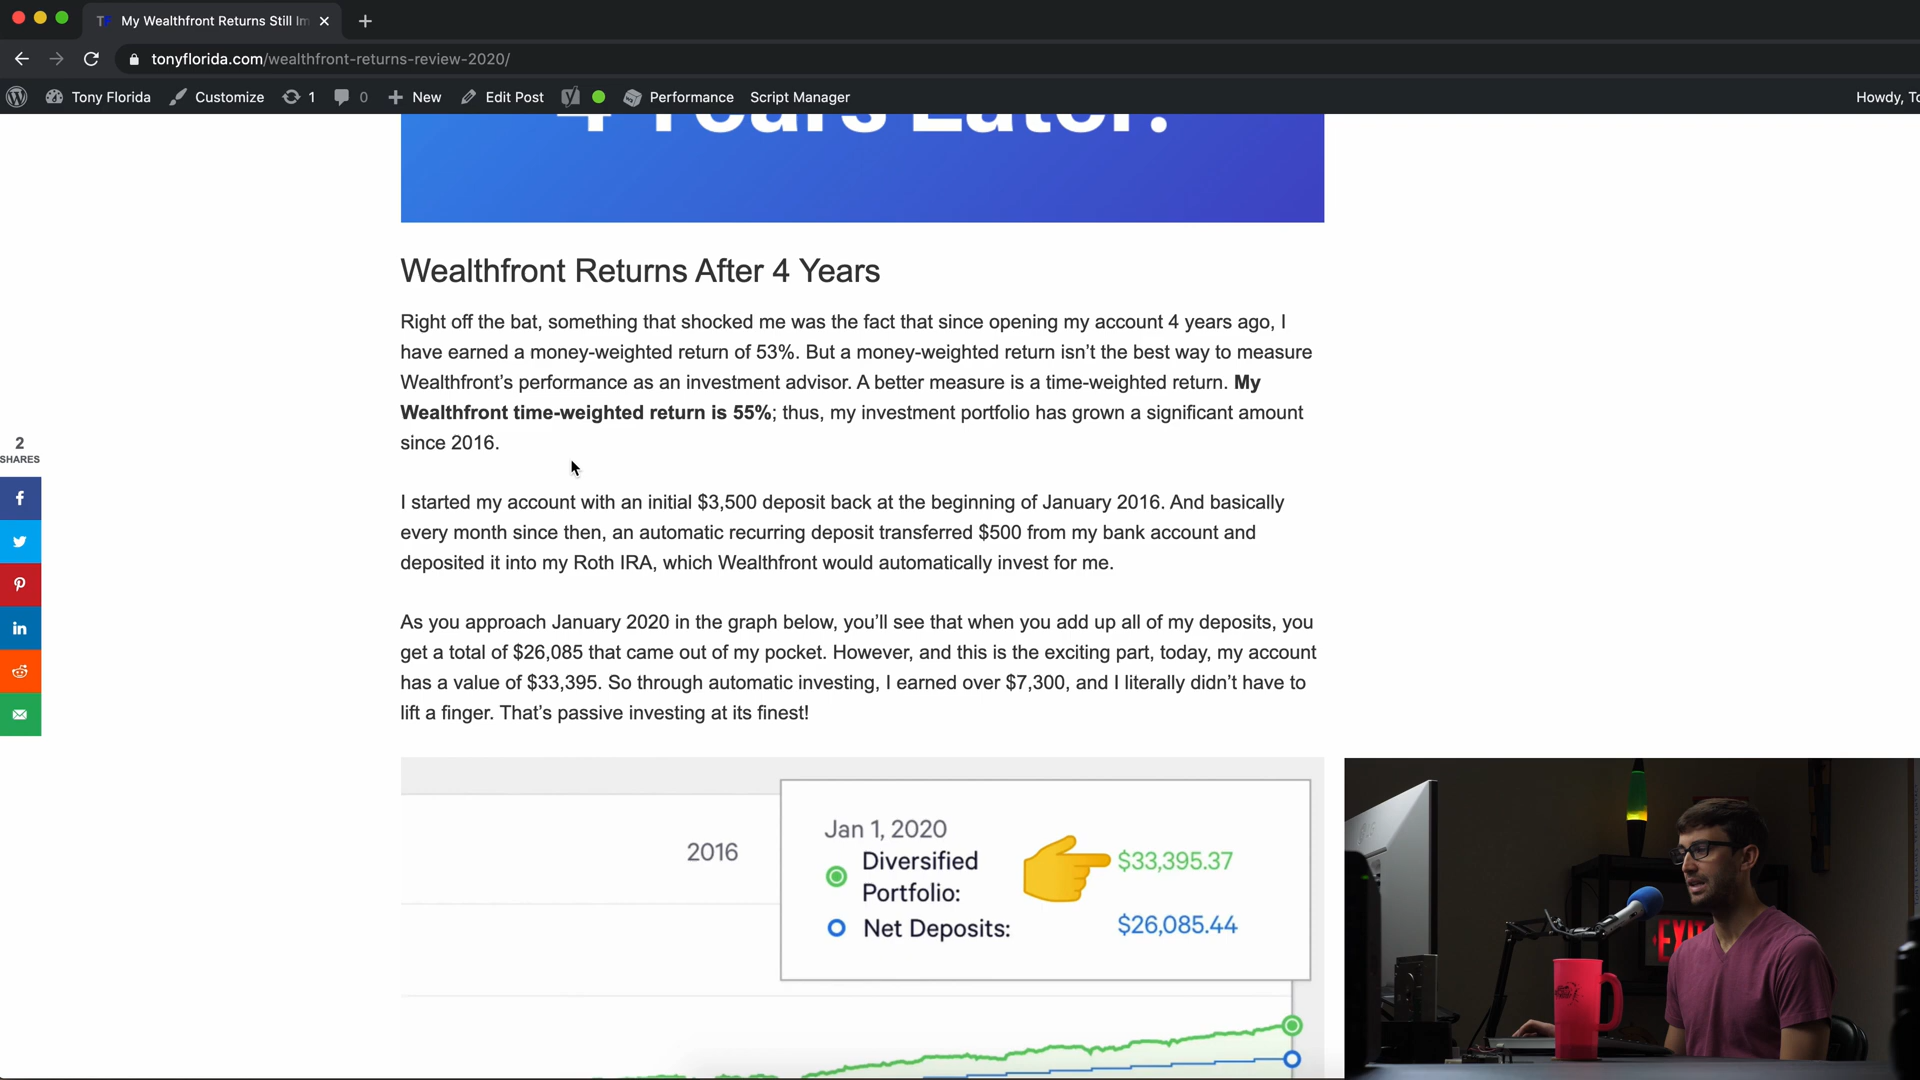 My Wealthfront Returns Still Im
tonyflorida.com/wealthfront-returns-review-2020/
Tony Florida Customize 1 0 New Edit Post Performance Script Manager Howdy, To
4 Years Later!
Wealthfront Returns After 4 Years
Right off the bat, something that shocked me was the fact that since opening my account 4 years ago, I
have earned a money-weighted return of 53%. But a money-weighted return isn't the best way to measure
Wealthfront's performance as an investment advisor. A better measure is a time-weighted return. My
Wealthfront time-weighted return is 55%; thus, my investment portfolio has grown a significant amount
since 2016.
2
SHARES
I started my account with an initial $3,500 deposit back at the beginning of January 2016. And basically
every month since then, an automatic recurring deposit transferred $500 from my bank account and
deposited it into my Roth IRA, which Wealthfront would automatically invest for me.
As you approach January 2020 in the graph below, you'll see that when you add up all of my deposits, you
get a total of $26,085 that came out of my pocket. However, and this is the exciting part, today, my account
has a value of $33,395. So through automatic investing, I earned over $7,300, and I literally didn't have to
lift a finger. That's passive investing at its finest!
2016
Jan 1, 2020
Diversified
Portfolio:
$33,395.37
Net Deposits: $26,085.44
EXIT